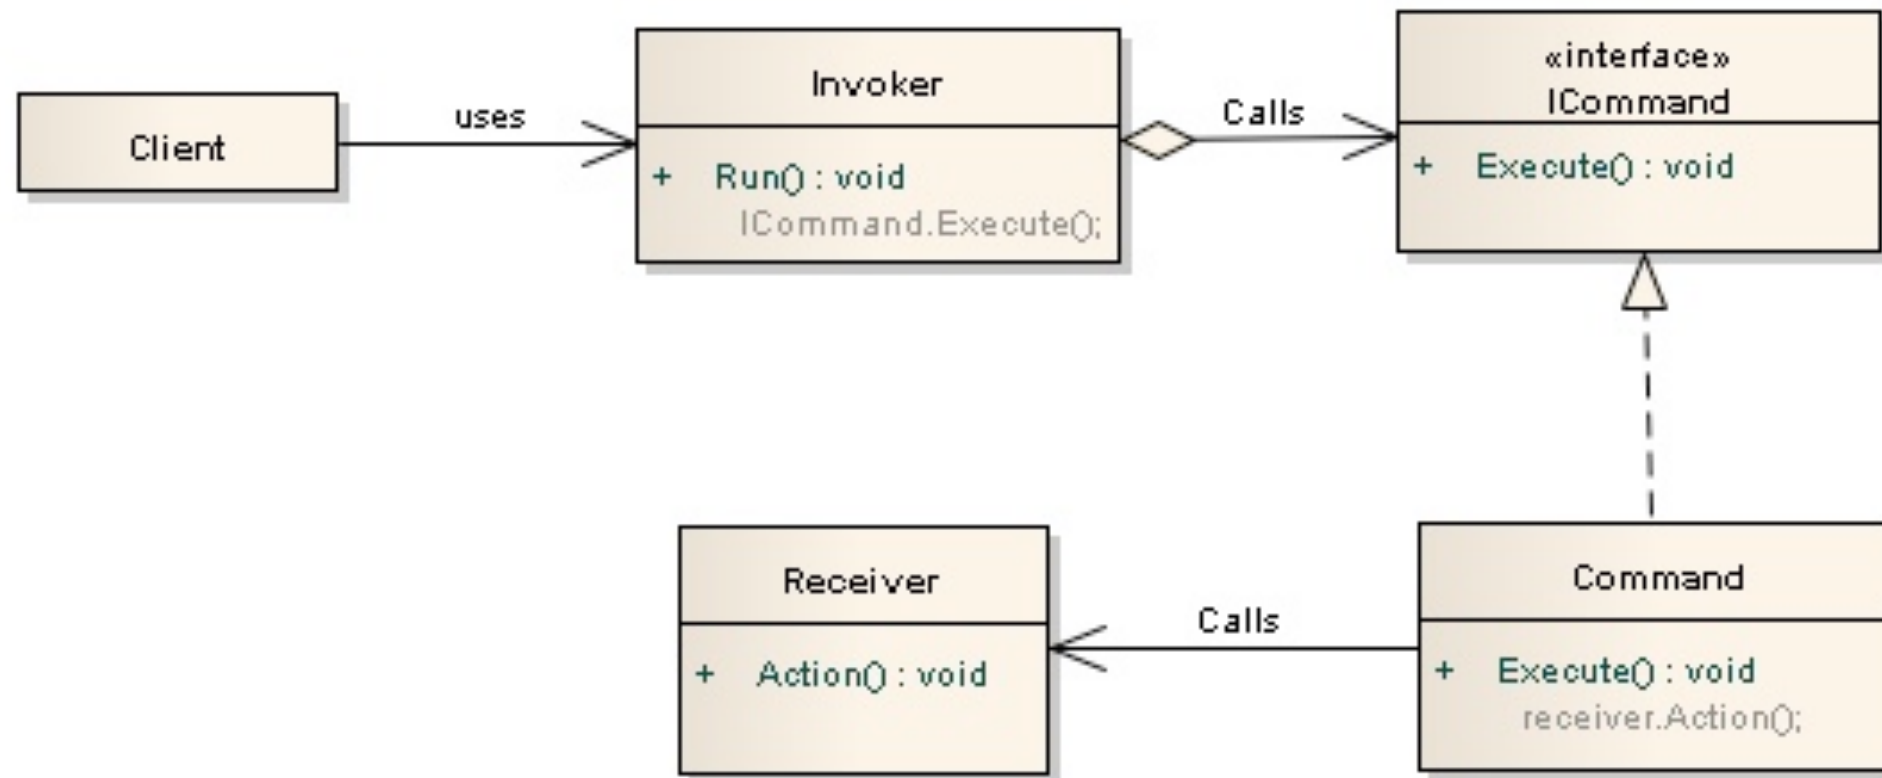 Client
uses
Invoker
+ Run() : void
ICommand.Execute();
Calls
«interface»
ICommand
+ Execute() : void
Receiver
+ Action() : void
Calls
Command
+ Execute() : void
receiver.Action();